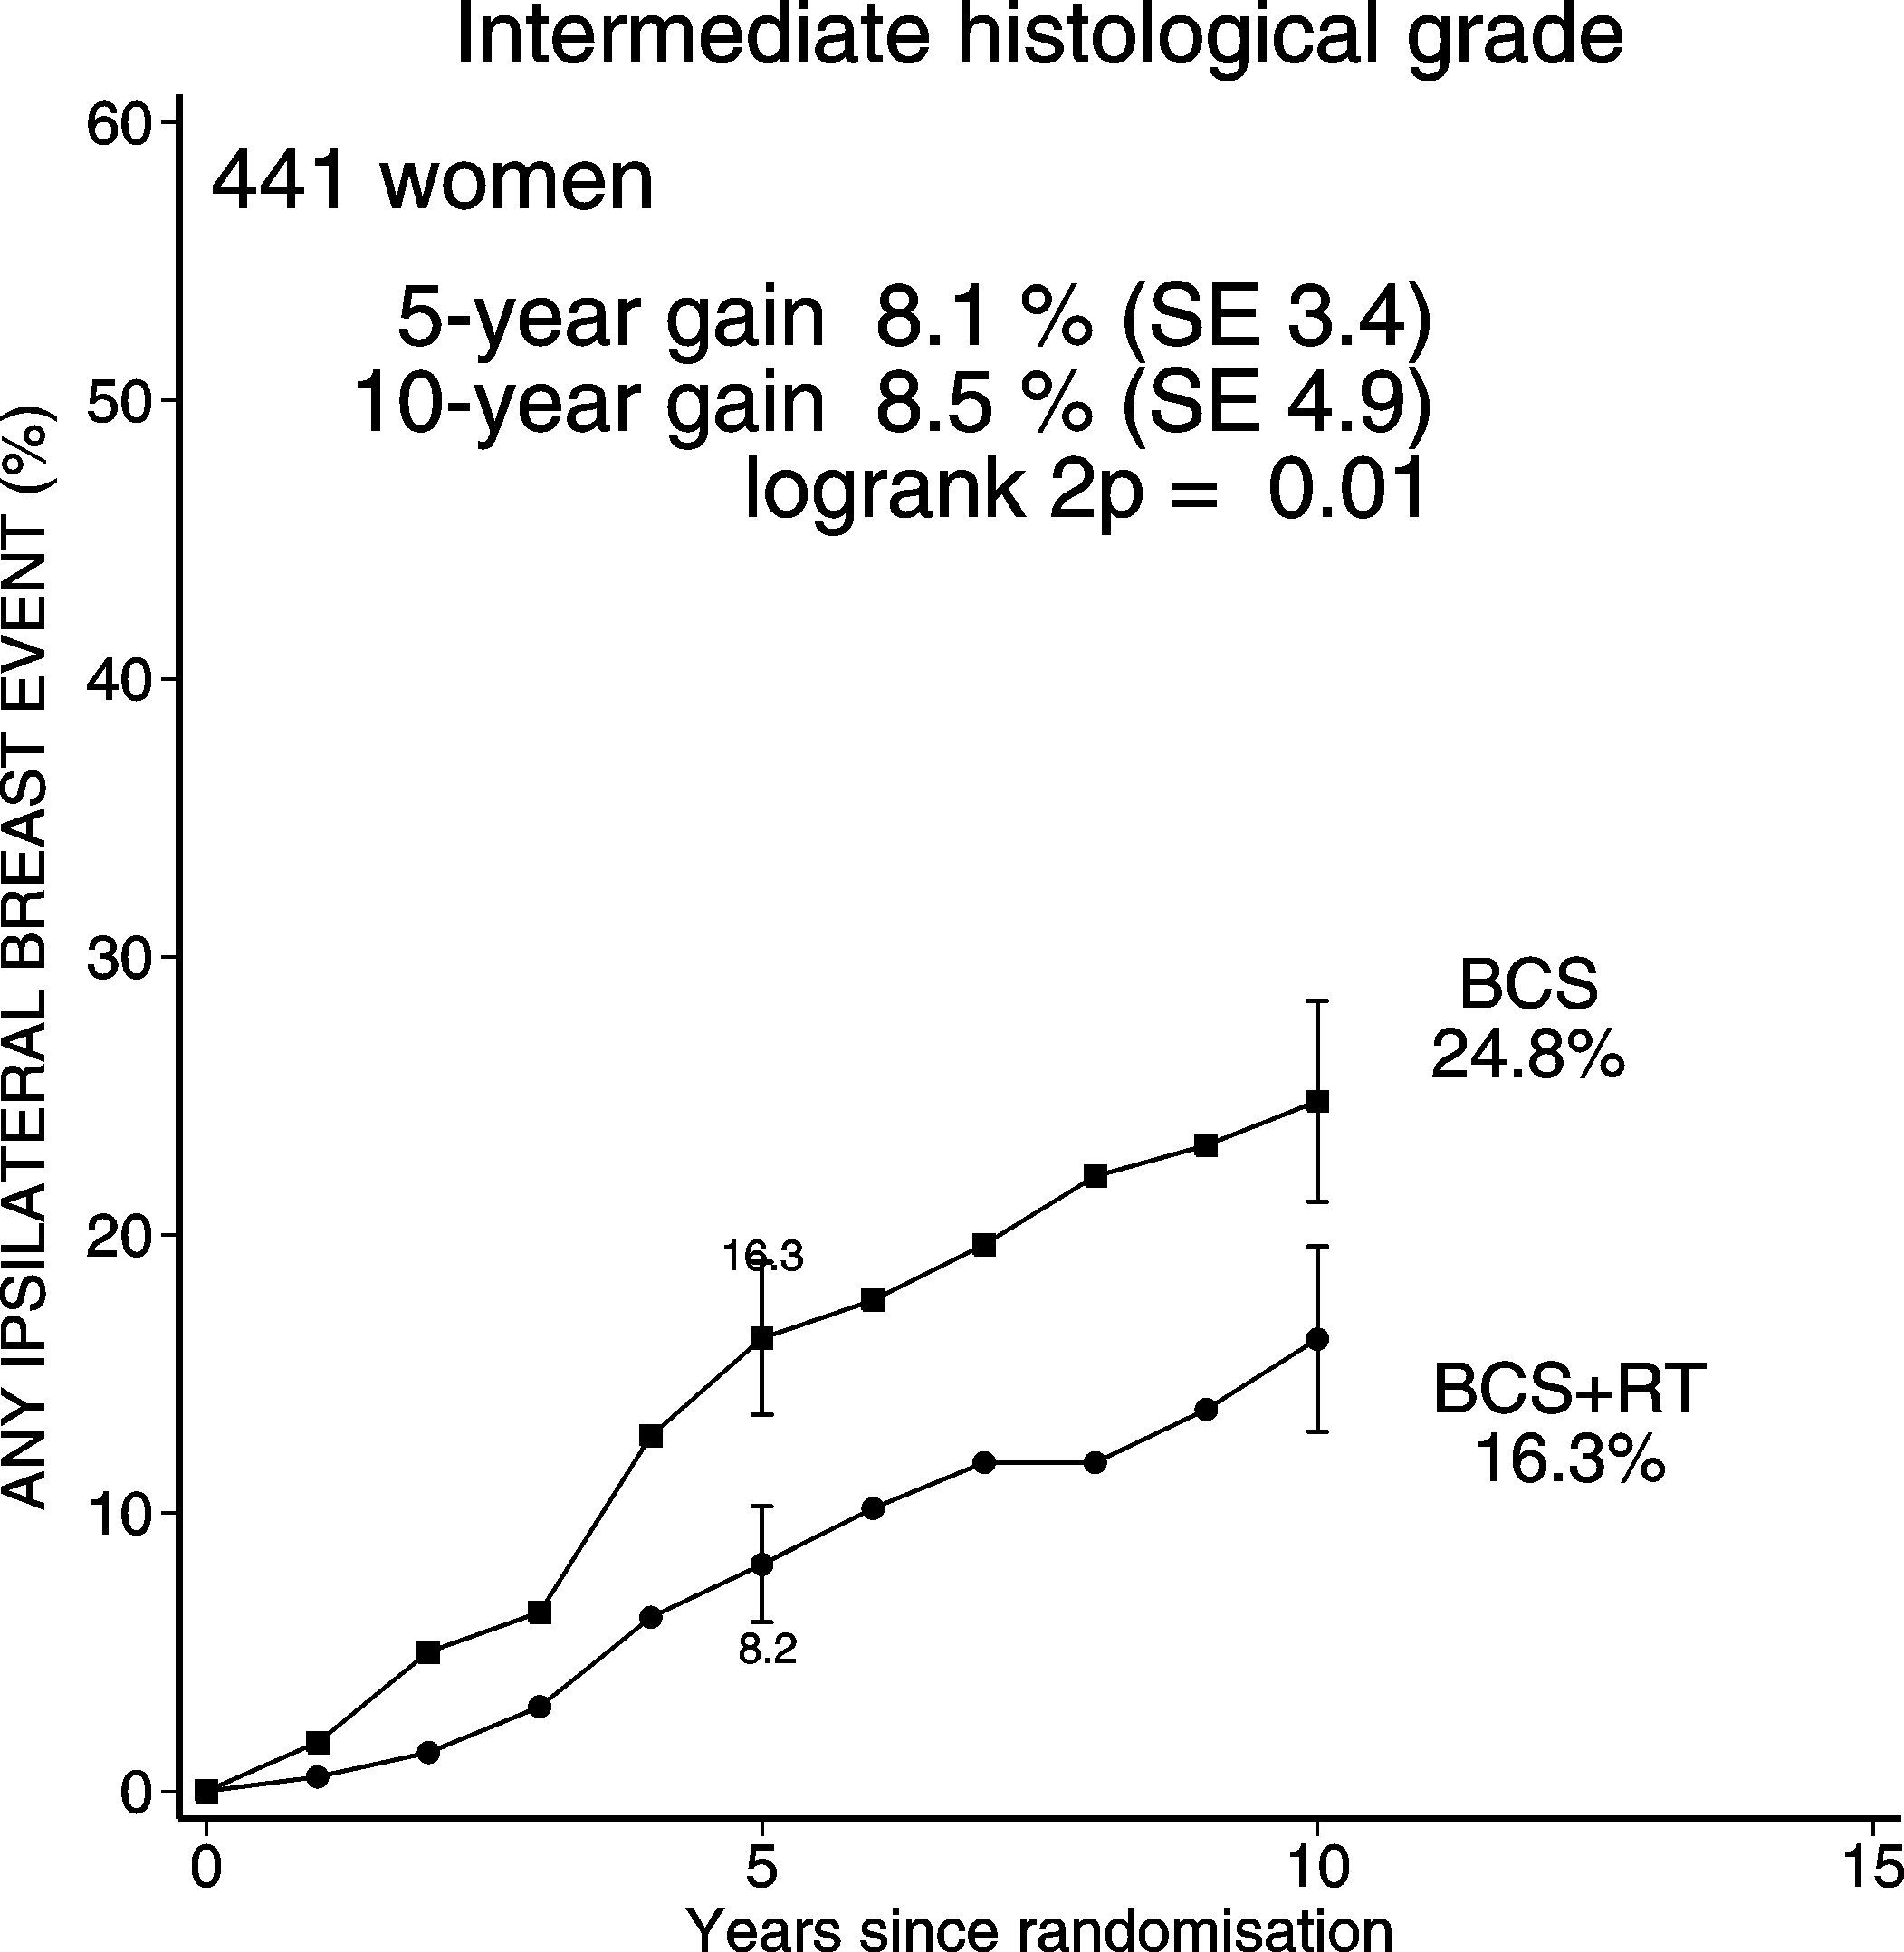 Intermediate histological grade
441 women
5-year gain 8.1 % (SE 3.4)
10-year gain 8.5 % (SE 4.9)
logrank 2p = 0.01
ANY IPSILATERAL BREAST EVENT (%)
60
50
40
30
20
10
0
16.3
8.2
BCS
24.8%
BCS+RT
16.3%
0 5 10 15
Years since randomisation